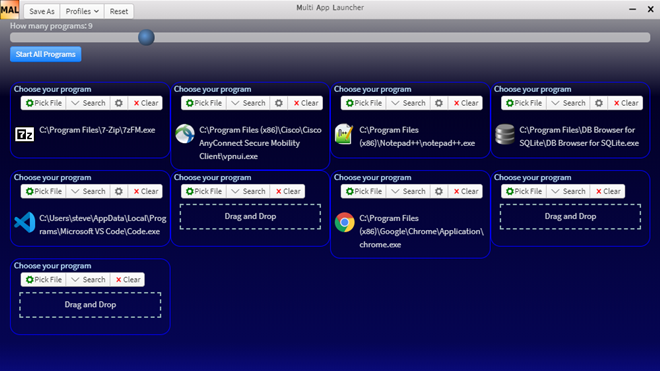 MAL Save As Profiles Reset Multi App Launcher
How many programs: 9
Start All Programs
Choose your program
Pick File Search Clear
7z C:\Program Files\7-Zip\7zFM.exe
Choose your program
Pick File Search Clear
C:\Program Files (x86)\Cisco\Cisco
AnyConnect Secure Mobility
Client\vpnui.exe
Choose your program
Pick File Search Clear
C:\Program Files
(x86)\Notepad++\notepad++.exe
Choose your program
Pick File Search Clear
C:\Program Files\DB Browser for
SQLite\DB Browser for SQLite.exe
Choose your program
Pick File Search Clear
C:\Users\steve\AppData\Local\Prog
rams\Microsoft VS Code\Code.exe
Choose your program
Pick File Search Clear
Drag and Drop
Choose your program
Pick File Search Clear
C:\Program Files
(x86)\Google\Chrome\Application\
chrome.exe
Choose your program
Pick File Search Clear
Drag and Drop
Choose your program
Pick File Search Clear
Drag and Drop